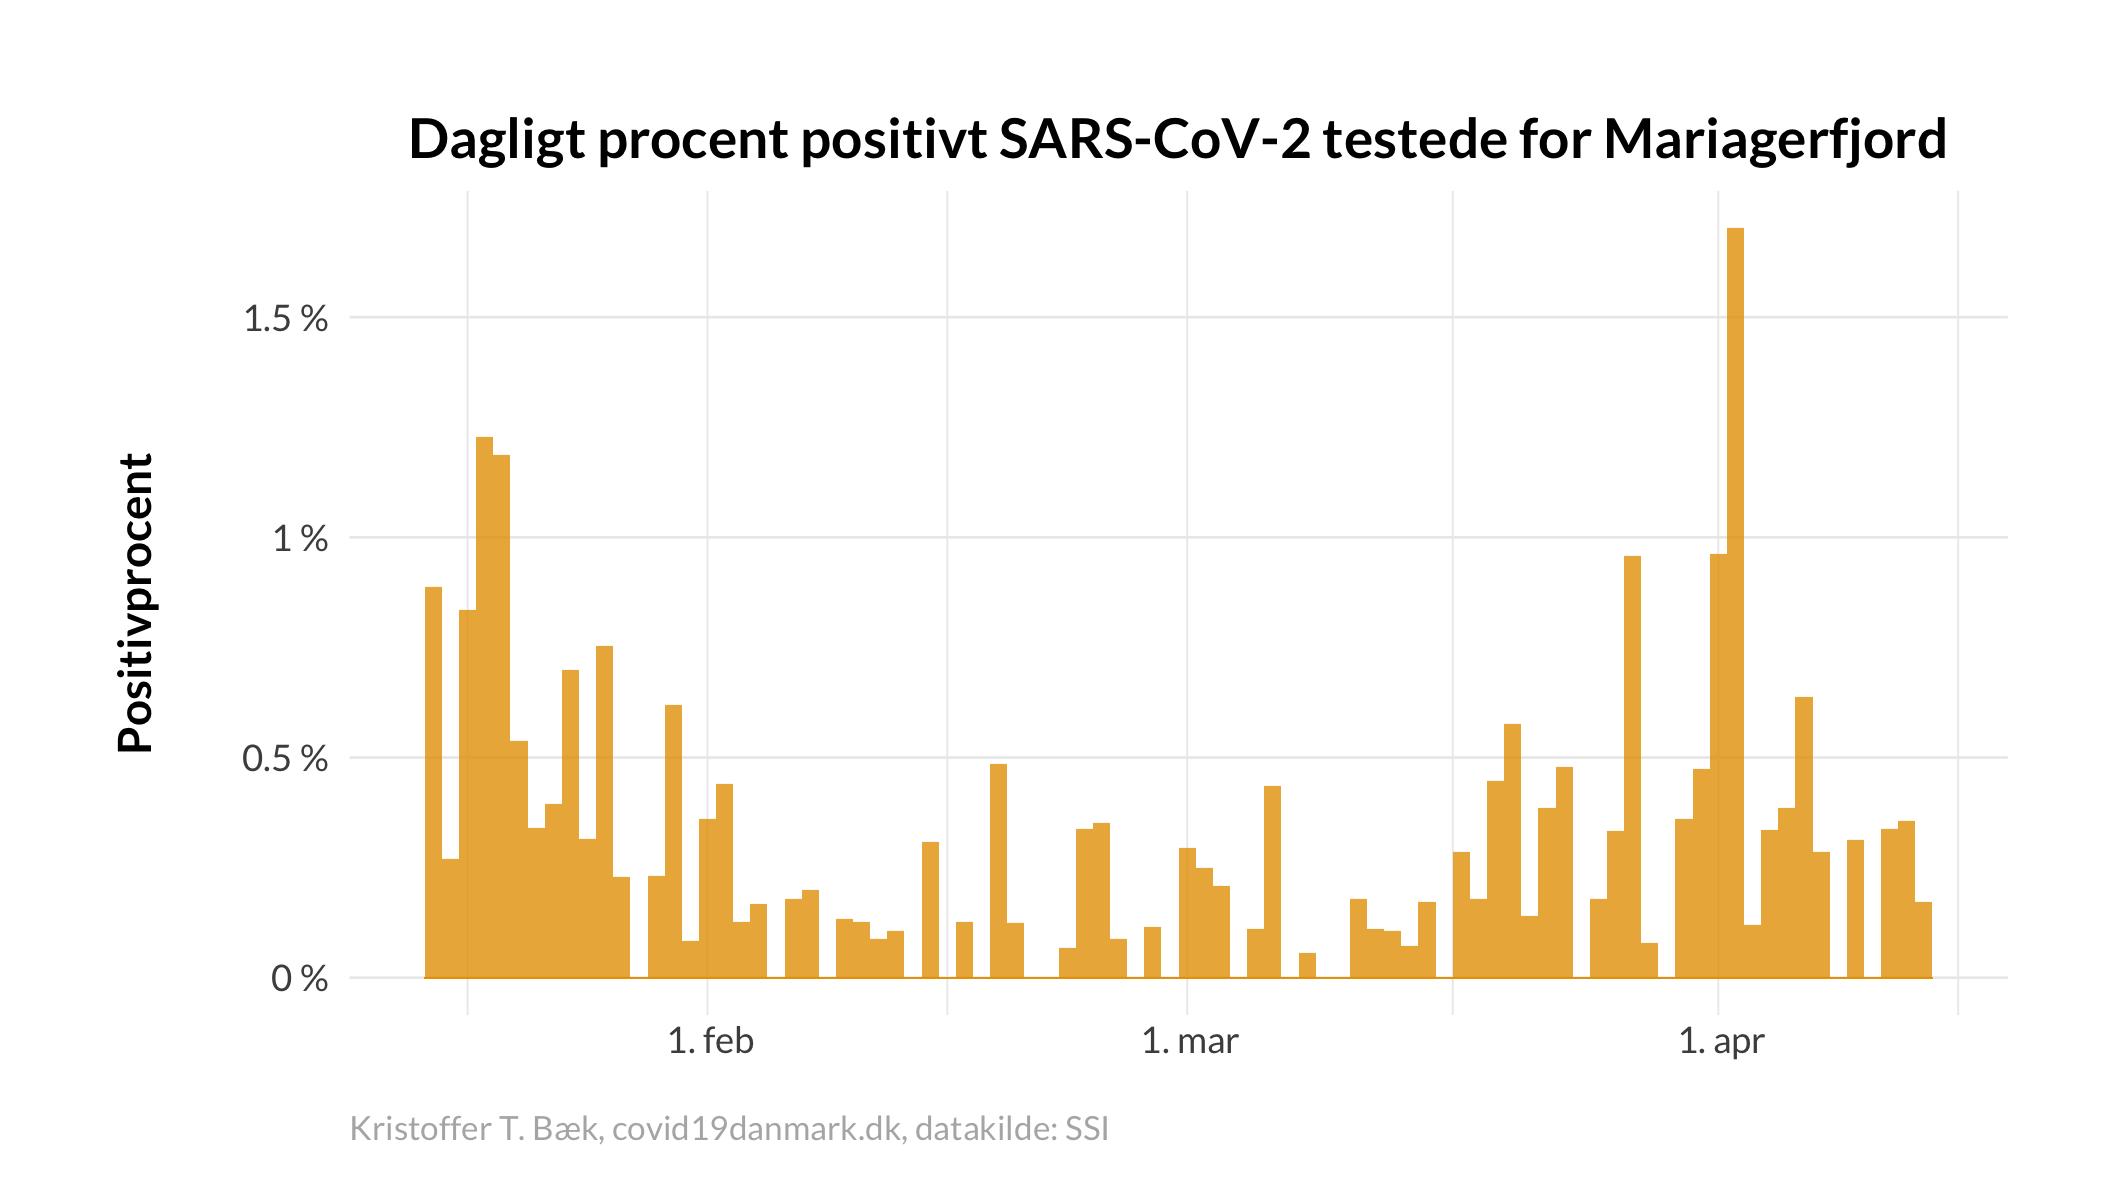 Dagligt procent positivt SARS-CoV-2 testede for Mariagerfjord
Positivprocent
1.5 %
1 %
0.5 %
0 %
1. feb
1. mar
1. apr
Kristoffer T. Bæk, covid19danmark.dk, datakilde: SSI